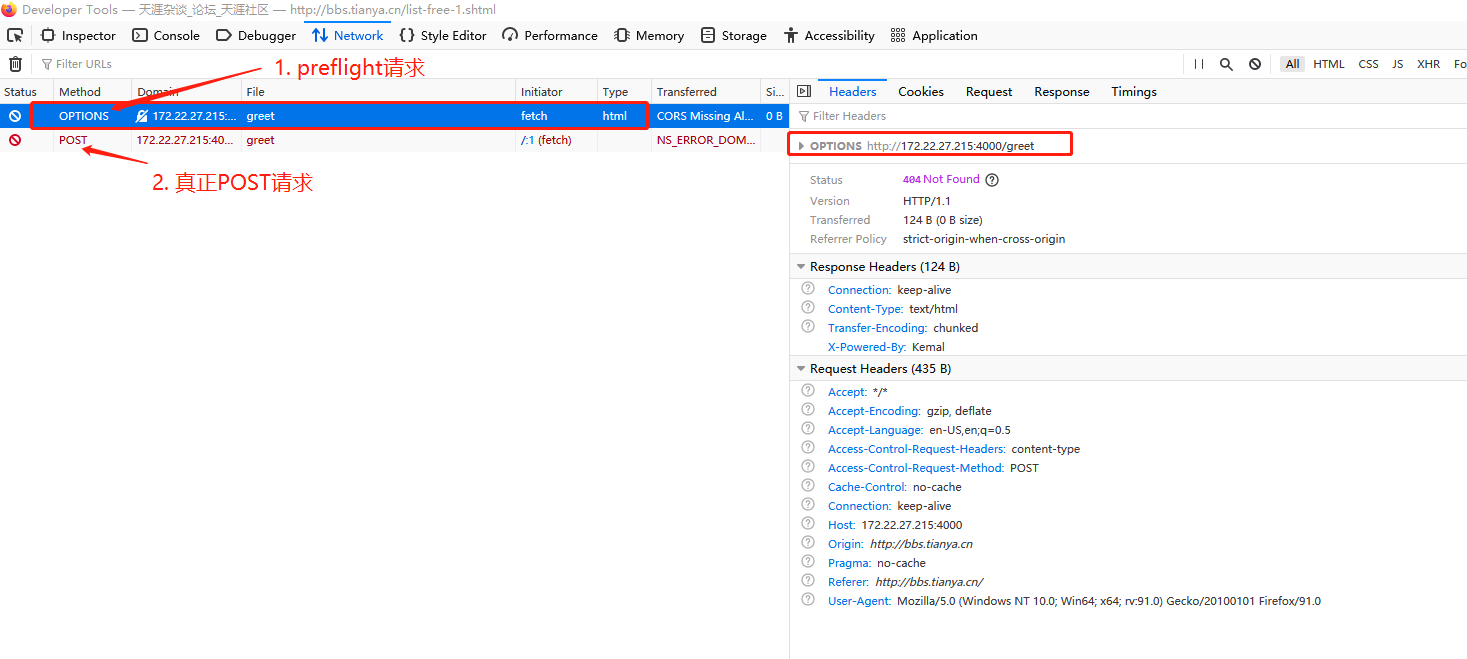 Developer Tools — 天涯杂谈_论坛_天涯社区 — http://bbs.tianya.cn/list-free-1.shtml
Inspector Console Debugger Network Style Editor Performance Memory Storage Accessibility Application
Filter URLs
All HTML CSS JS XHR Fo
1. preflight请求
Status Method Domain File Initiator Type Transferred Si...
OPTIONS 172.22.27.215:... greet fetch html CORS Missing Al... 0 B
POST 172.22.27.215:40... greet /:1 (fetch) NS_ERROR_DOM...
2. 真正POST请求
Headers Cookies Request Response Timings
Filter Headers
OPTIONS http://172.22.27.215:4000/greet
Status 404 Not Found
Version HTTP/1.1
Transferred 124 B (0 B size)
Referrer Policy strict-origin-when-cross-origin
Response Headers (124 B)
Connection: keep-alive
Content-Type: text/html
Transfer-Encoding: chunked
X-Powered-By: Kemal
Request Headers (435 B)
Accept: */*
Accept-Encoding: gzip, deflate
Accept-Language: en-US,en;q=0.5
Access-Control-Request-Headers: content-type
Access-Control-Request-Method: POST
Cache-Control: no-cache
Connection: keep-alive
Host: 172.22.27.215:4000
Origin: http://bbs.tianya.cn
Pragma: no-cache
Referer: http://bbs.tianya.cn/
User-Agent: Mozilla/5.0 (Windows NT 10.0; Win64; x64; rv:91.0) Gecko/20100101 Firefox/91.0